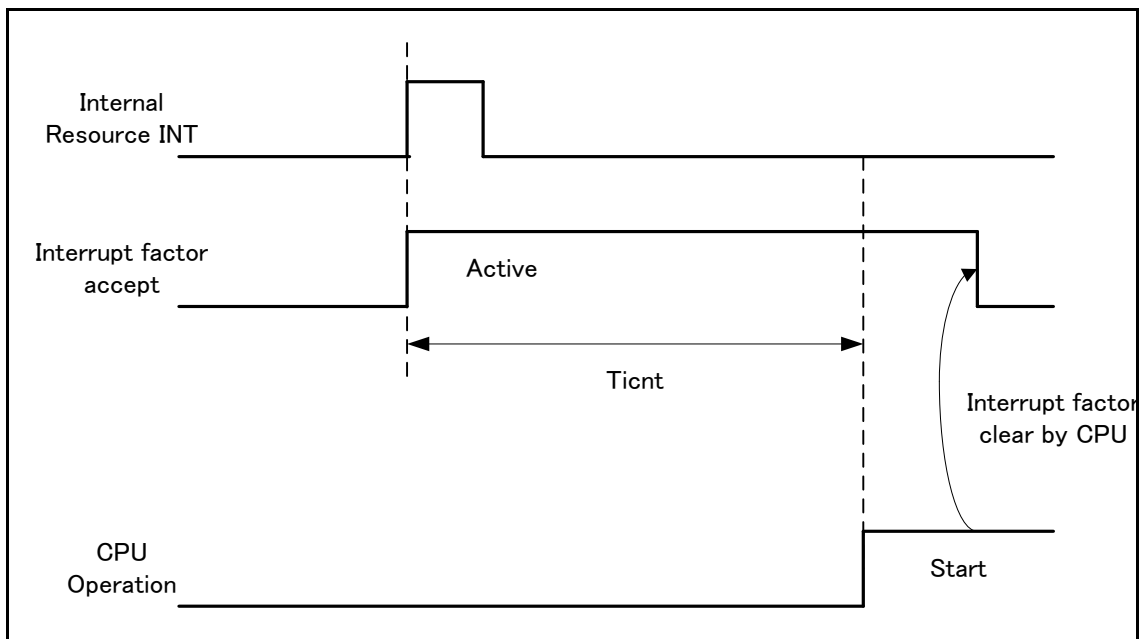 Internal
Resource INT
Interrupt factor
accept
Active
Ticnt
Interrupt factor
clear by CPU
CPU
Operation
Start